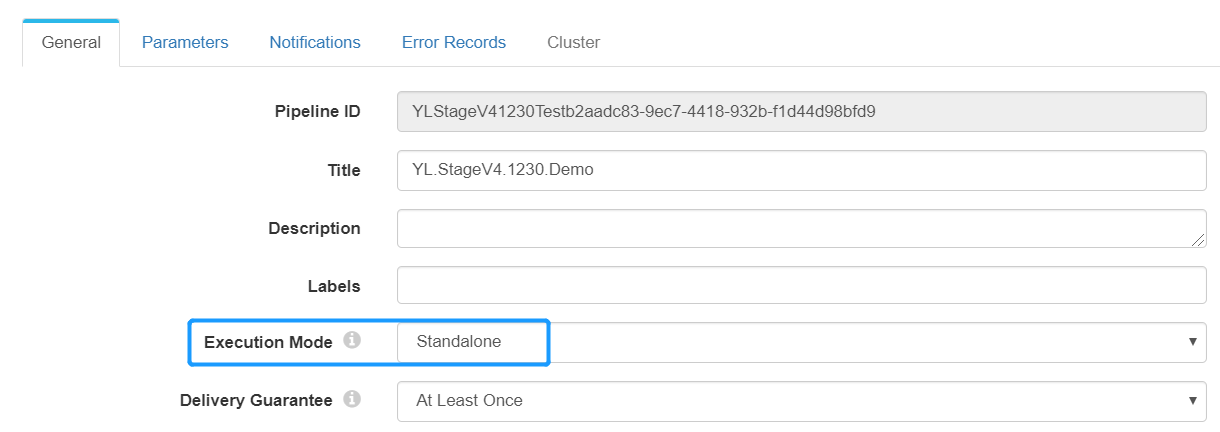 General Parameters Notifications Error Records Cluster
Pipeline ID YLStageV41230Testb2aadc83-9ec7-4418-932b-f1d44d98bfd9
Title YL.StageV4.1230.Demo
Description
Labels
Execution Mode Standalone
Delivery Guarantee At Least Once